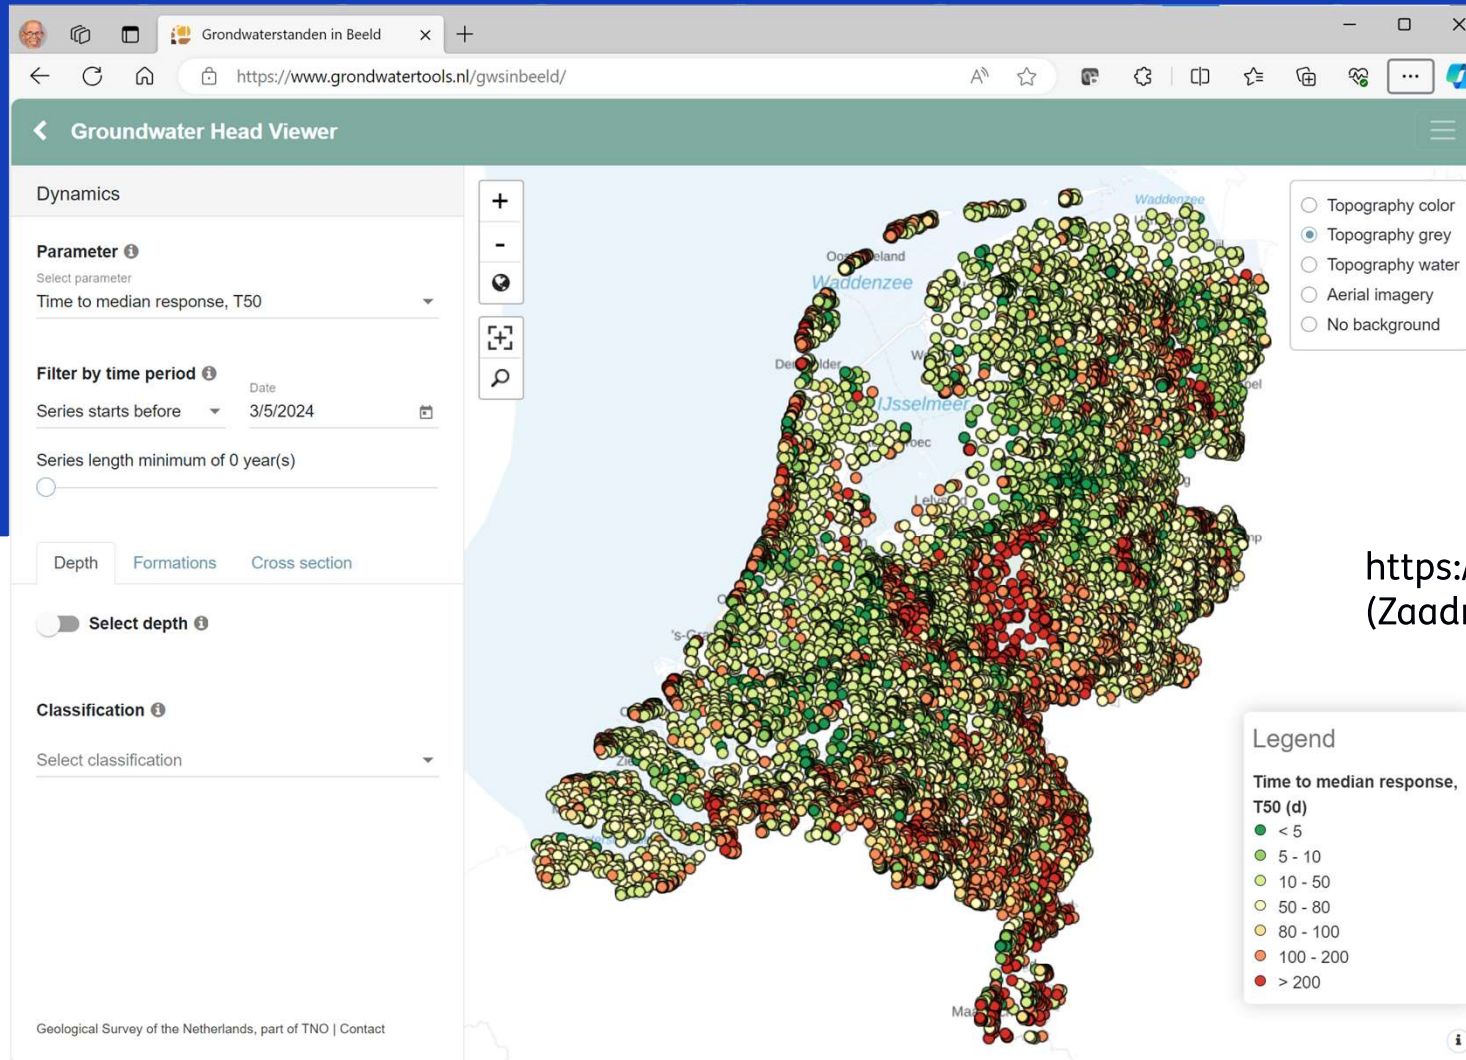 Grondwaterstanden in Beeld
https://www.grondwatertools.nl/gwsinbeeld/
Groundwater Head Viewer
Dynamics
Parameter
Select parameter
Time to median response, T50
Filter by time period
Date
Series starts before
3/5/2024
Series length minimum of 0 year(s)
Depth Formations Cross section
Select depth
Classification
Select classification
Geological Survey of the Netherlands, part of TNO | Contact
+
-
Waddenzee
Waddenzee
IJsselmeer
Topography color
Topography grey
Topography water
Aerial imagery
No background
https:/
(Zaad
Legend
Time to median response,
T50 (d)
< 5
5 - 10
10 - 50
50 - 80
80 - 100
100 - 200
> 200